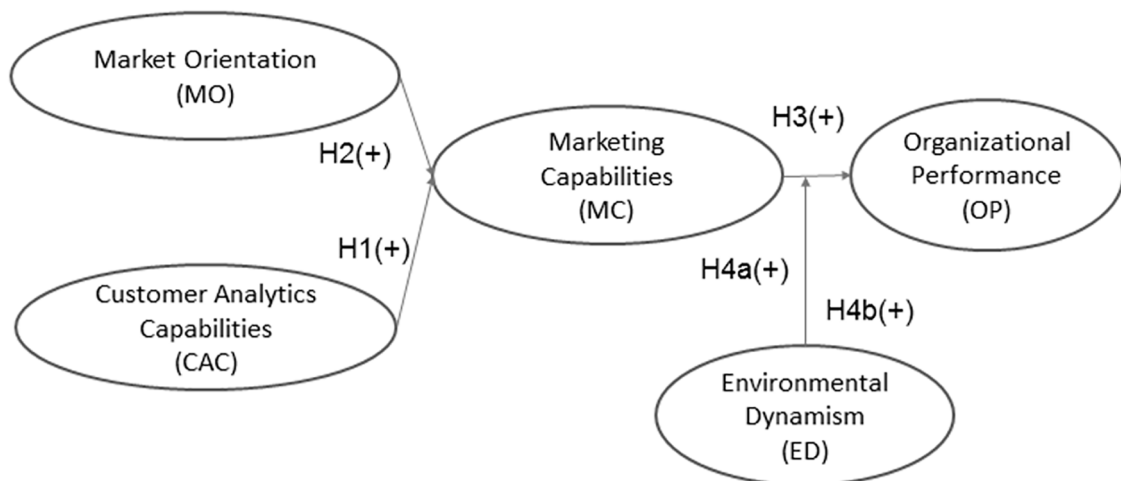 Market Orientation
(MO)
H2(+)
H1(+)
Customer Analytics
Capabilities
(CAC)
Marketing
Capabilities
(MC)
H3(+)
Organizational
Performance
(OP)
H4a(+)
H4b(+)
Environmental
Dynamism
(ED)